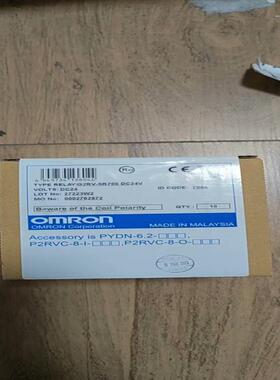 TYPE RELAY/G2RV-SR700 DC24V
VOLTS DC24
LOT No 27223W2
MO No
ID CODE
Beware of the Coil Polarity
QTY. 10
OMRON
OMRON Corporation
MADE IN MALAYSIA
Accessory is PYDN-6.2-□□□,
P2RVC-8-I-□□□,P2RVC-8-O-□□□